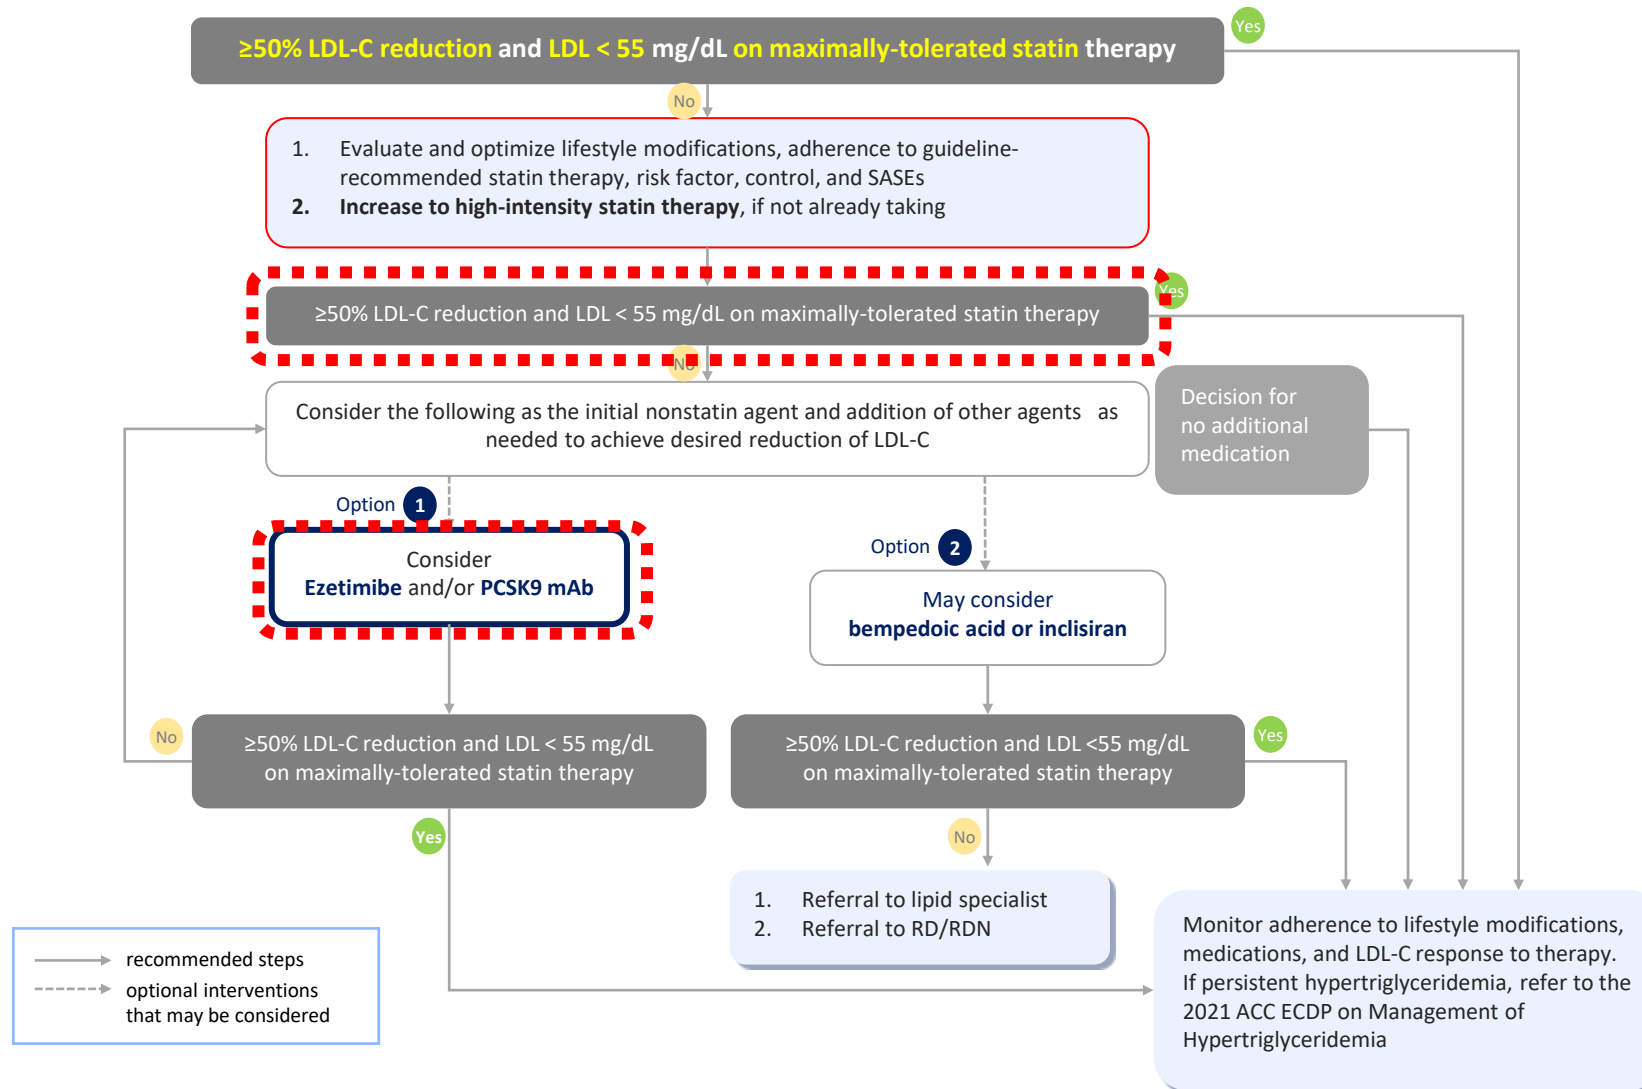 ≥50% LDL-C reduction and LDL < 55 mg/dL on maximally-tolerated statin therapy
Yes
No
1. Evaluate and optimize lifestyle modifications, adherence to guideline-
recommended statin therapy, risk factor, control, and SASEs
2. Increase to high-intensity statin therapy, if not already taking
≥50% LDL-C reduction and LDL < 55 mg/dL on maximally-tolerated statin therapy
Yes
No
Consider the following as the initial nonstatin agent and addition of other agents as
needed to achieve desired reduction of LDL-C
Decision for
no additional
medication
Option 1
Consider
Ezetimibe and/or PCSK9 mAb
Option 2
May consider
bempedoic acid or inclisiran
No
≥50% LDL-C reduction and LDL < 55 mg/dL
on maximally-tolerated statin therapy
Yes
≥50% LDL-C reduction and LDL <55 mg/dL
on maximally-tolerated statin therapy
Yes
No
1. Referral to lipid specialist
2. Referral to RD/RDN
Monitor adherence to lifestyle modifications,
medications, and LDL-C response to therapy.
If persistent hypertriglyceridemia, refer to the
2021 ACC ECDP on Management of
Hypertriglyceridemia
recommended steps
optional interventions
that may be considered